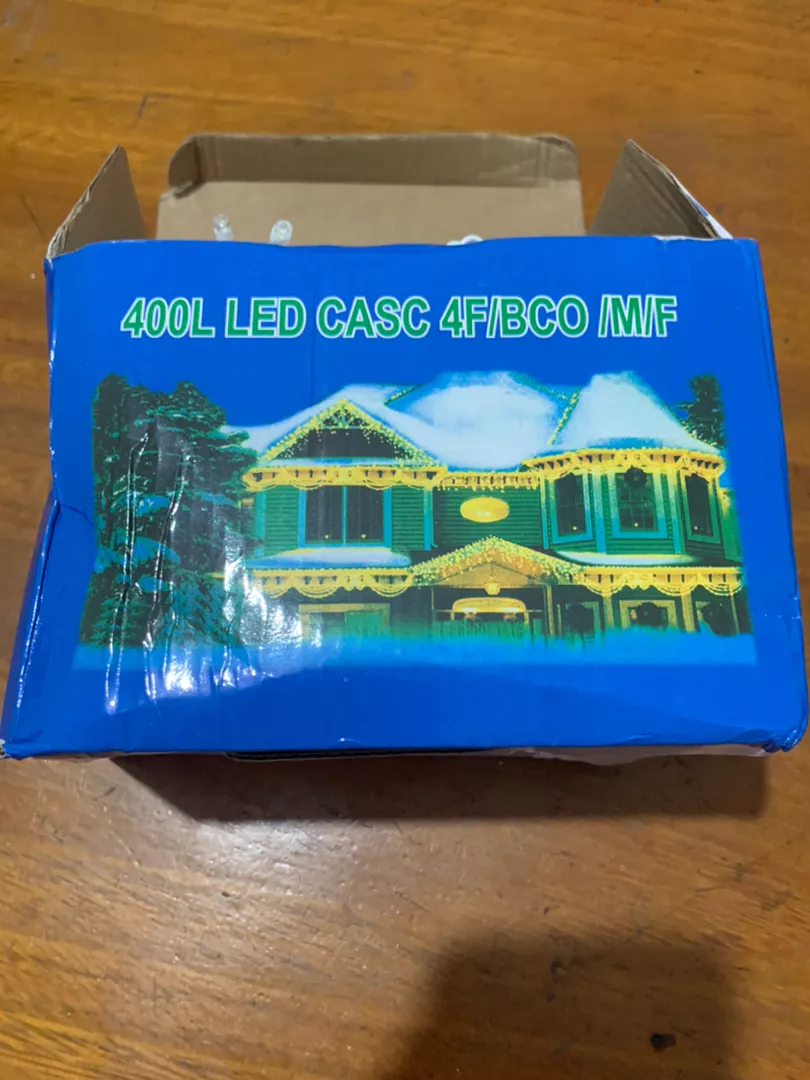 400L LED CASC 4F/BCO /M/F